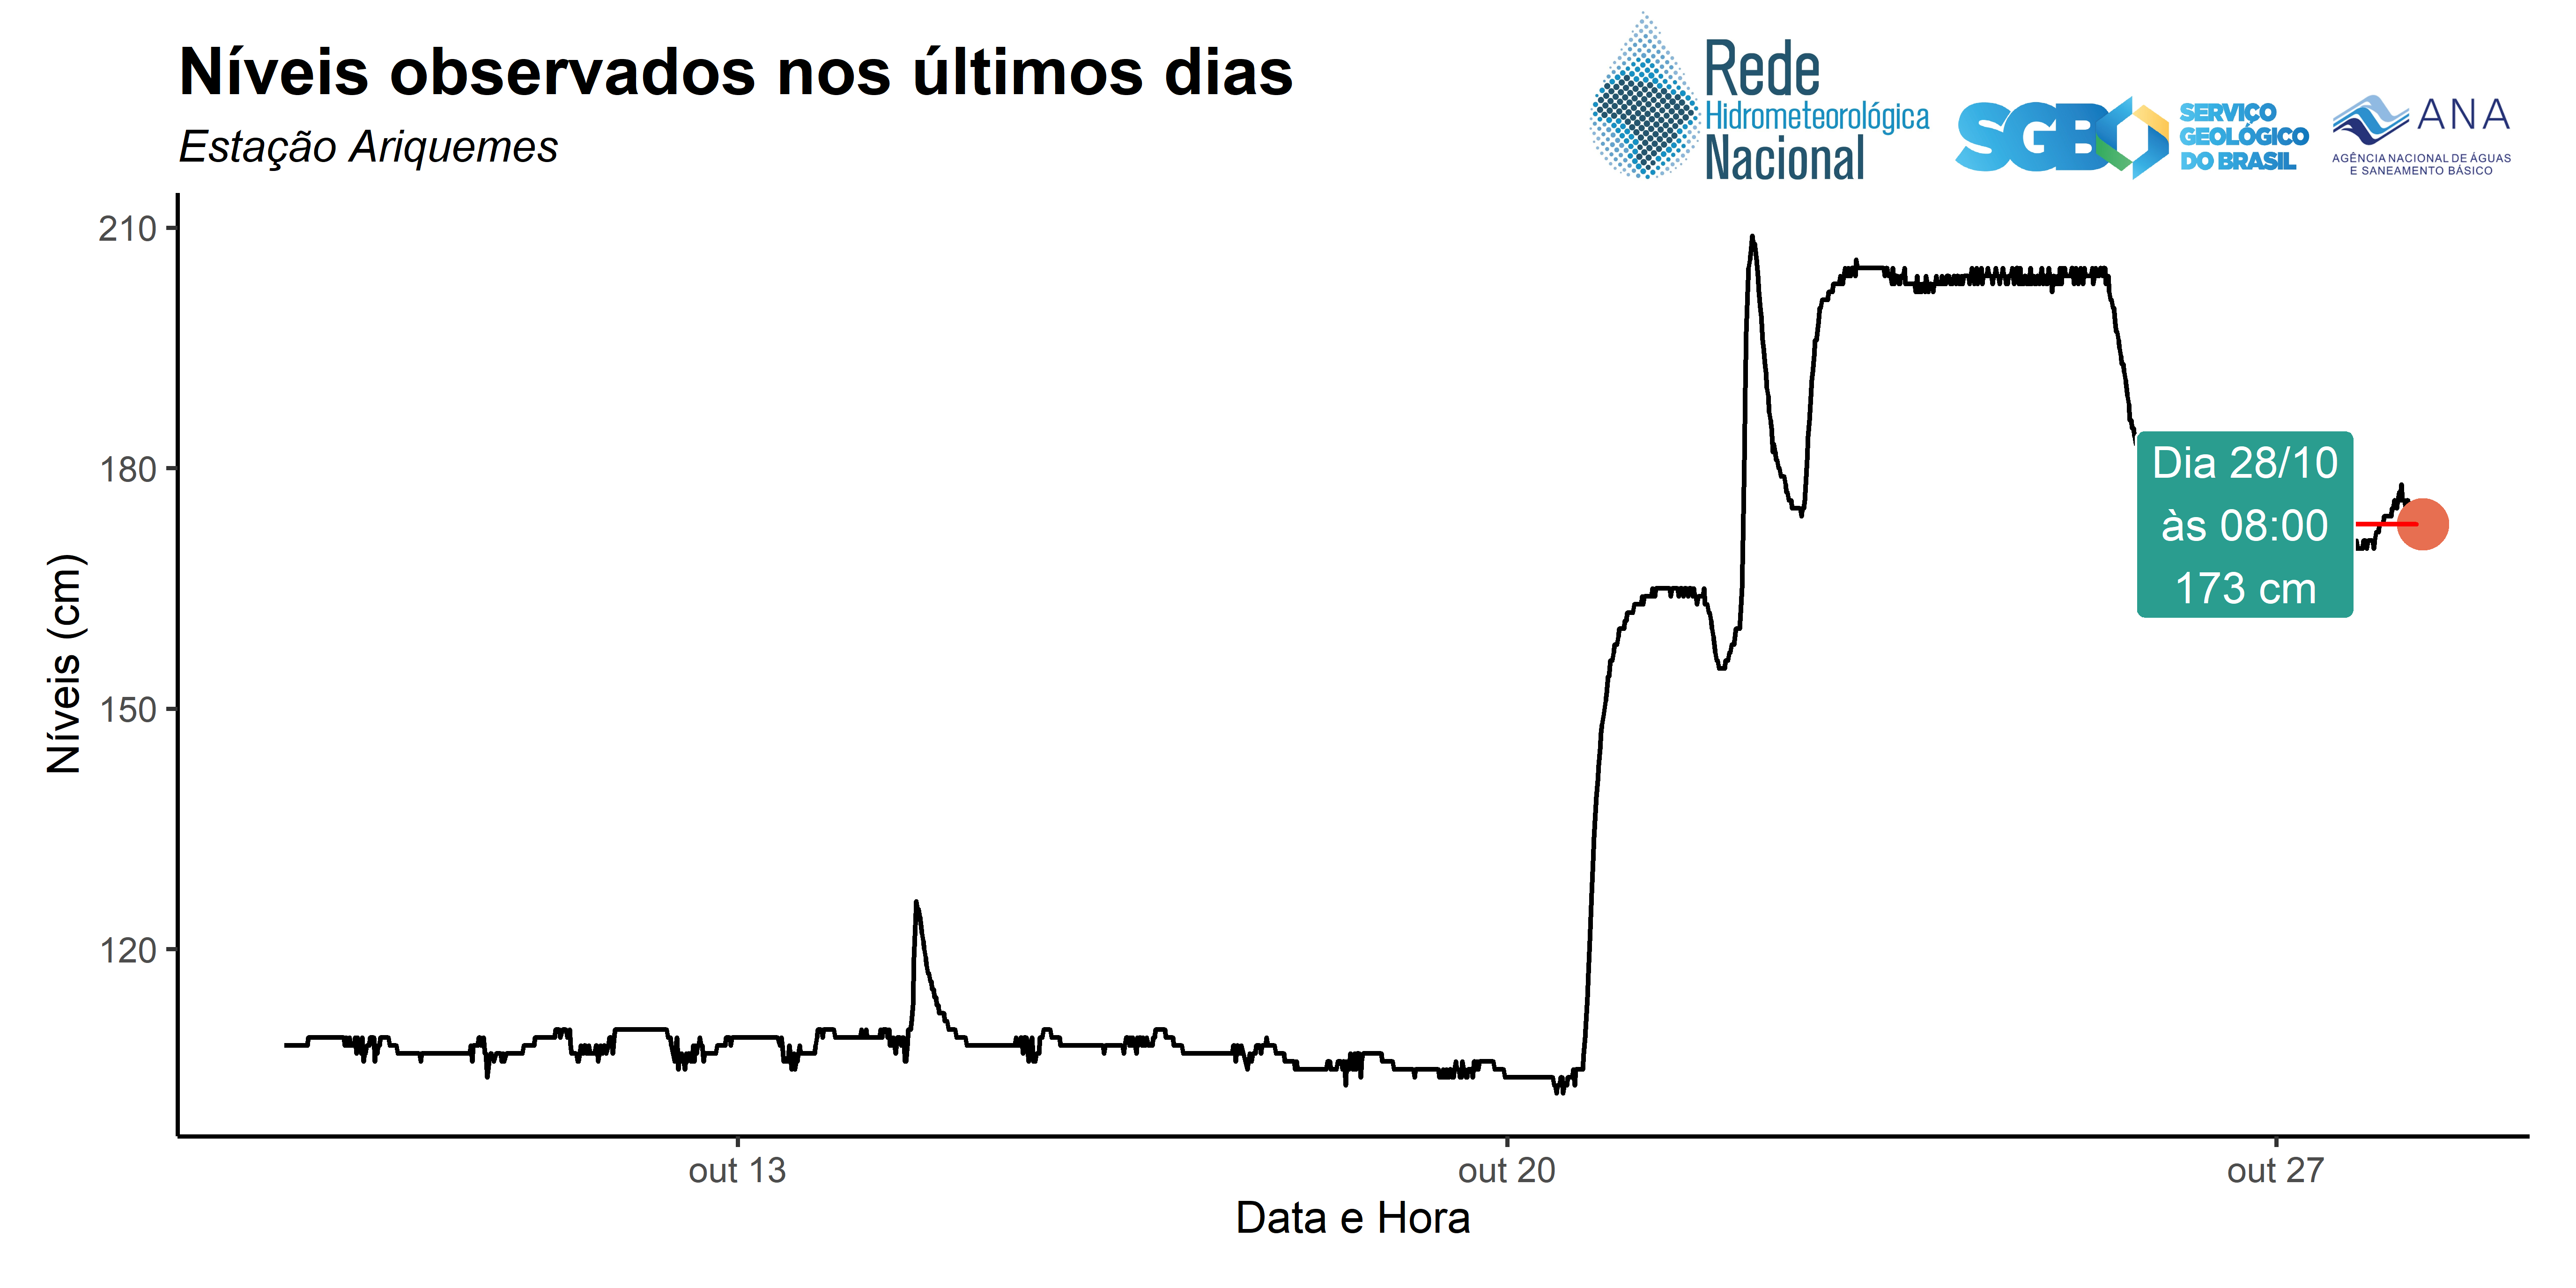 Níveis observados nos últimos dias
Estação Ariquemes
Rede
Hidrometeorológica
Nacional
SGB
SERVIÇO
GEOLÓGICO
DO BRASIL
ANA
AGÊNCIA NACIONAL DE ÁGUAS
E SANEAMENTO BÁSICO
Níveis (cm)
210
180
150
120
Dia 28/10
às 08:00
173 cm
out 13
out 20
out 27
Data e Hora